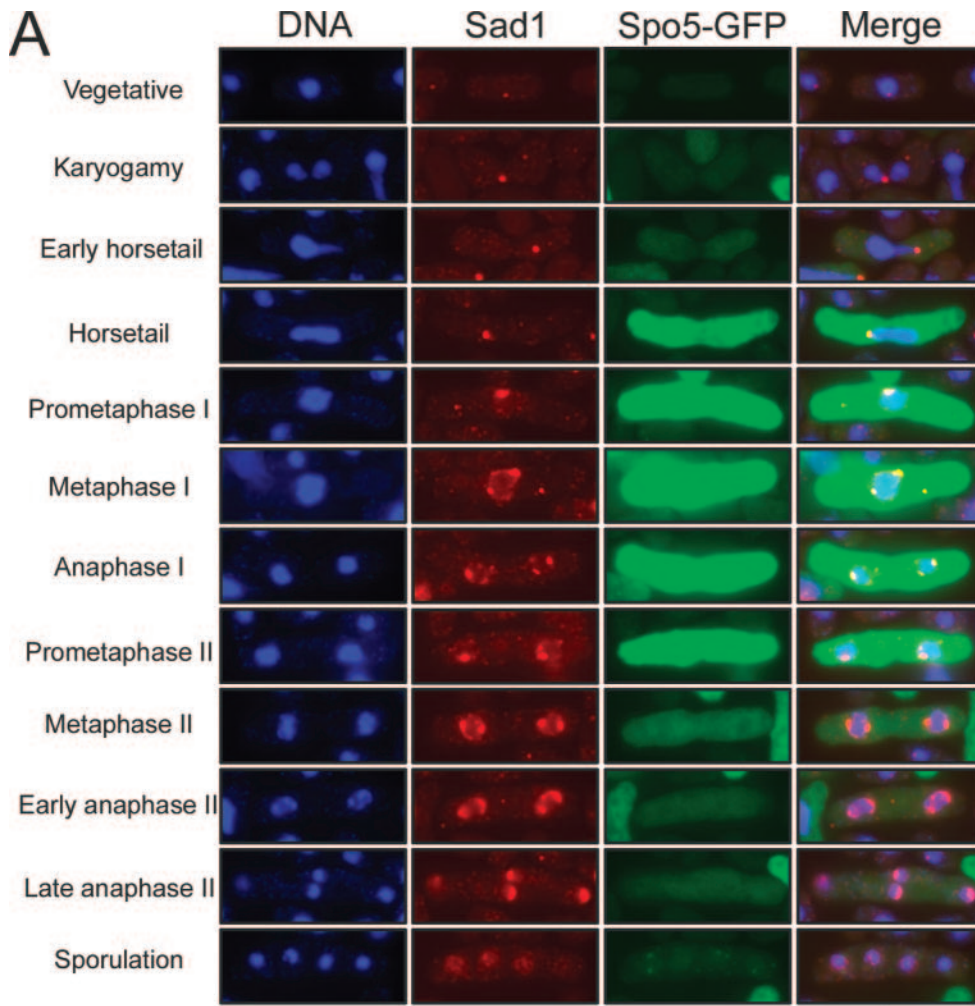 A
DNA Sad1 Spo5-GFP Merge
Vegetative
Karyogamy
Early horsetail
Horsetail
Prometaphase I
Metaphase I
Anaphase I
Prometaphase II
Metaphase II
Early anaphase II
Late anaphase II
Sporulation